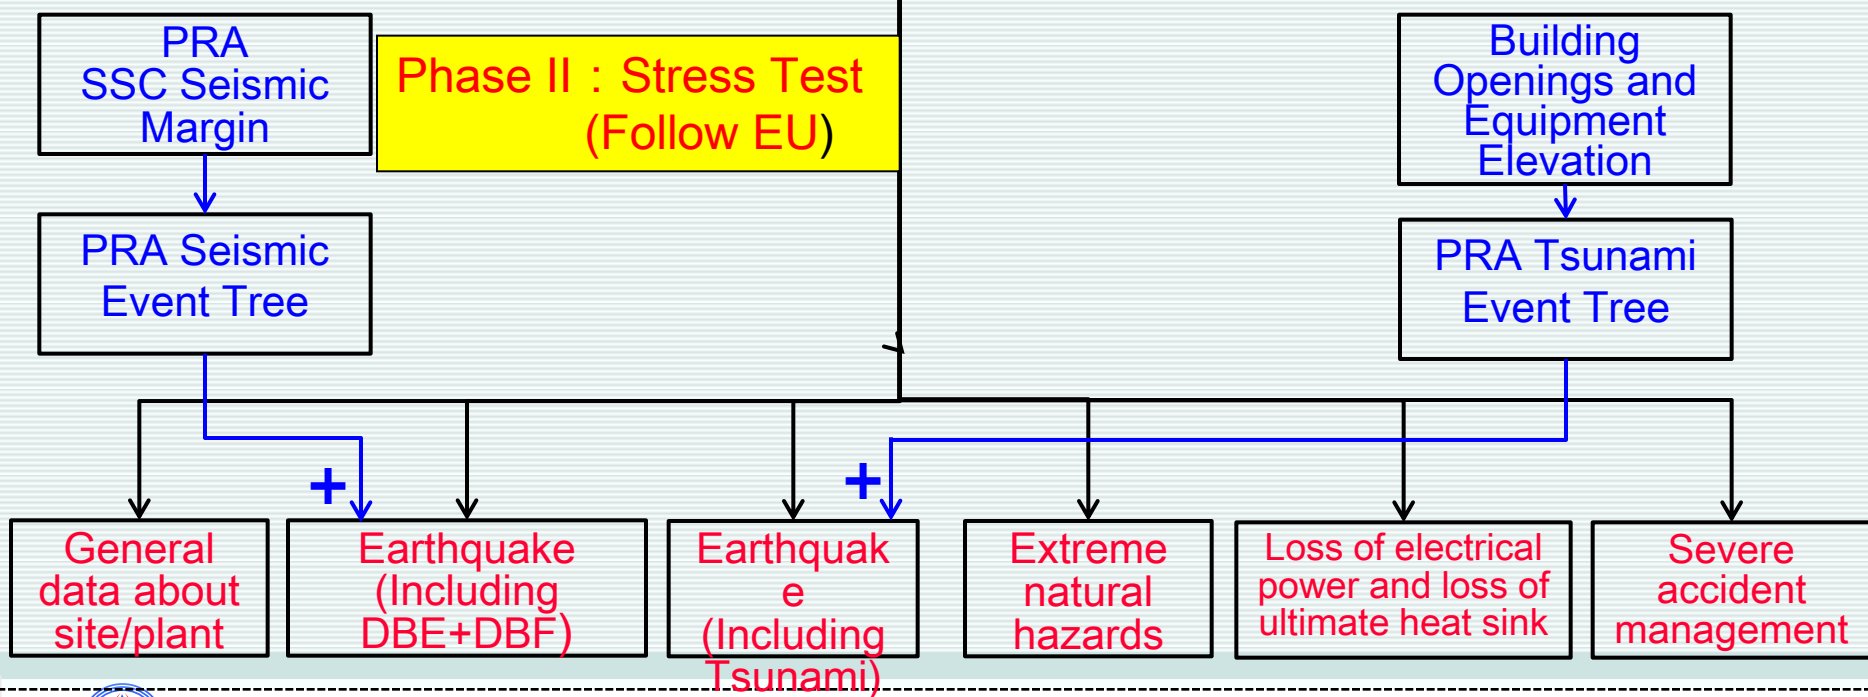 PRA
SSC Seismic
Margin
Phase II：Stress Test
(Follow EU)
Building
Openings and
Equipment
Elevation
PRA Seismic
Event Tree
PRA Tsunami
Event Tree
+
+
General
data about
site/plant
Earthquake
(Including
DBE+DBF)
Earthquak
e
(Including
Tsunami)
Extreme
natural
hazards
Loss of electrical
power and loss of
ultimate heat sink
Severe
accident
management